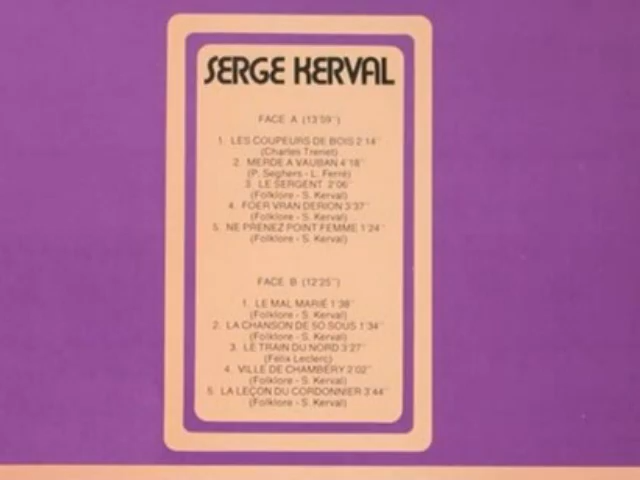 SERGE KERVAL
FACE A (13'59'')
1. LES COUPEURS DE BOIS 2'14''
(Charles Trenet)
2. MERDE A VAUBAN 4'18''
(P. Seghers - L. Ferré)
3. LE SERGENT 2'06''
(Folklore - S. Kerval)
4. FOER VRAN DERION 3'37''
(Folklore - S. Kerval)
5. NE PRENEZ POINT FEMME 1'24''
(Folklore - S. Kerval)
FACE B (12'25'')
1. LE MAL MARIÉ 1'38''
(Folklore - S. Kerval)
2. LA CHANSON DE 50 SOUS 1'34''
(Folklore - S. Kerval)
3. LE TRAIN DU NORD 3'27''
(Félix Leclerc)
4. VILLE DE CHAMBÉRY 2'02''
(Folklore - S. Kerval)
5. LA LEÇON DU CORDONNIER 3'44''
(Folklore - S. Kerval)